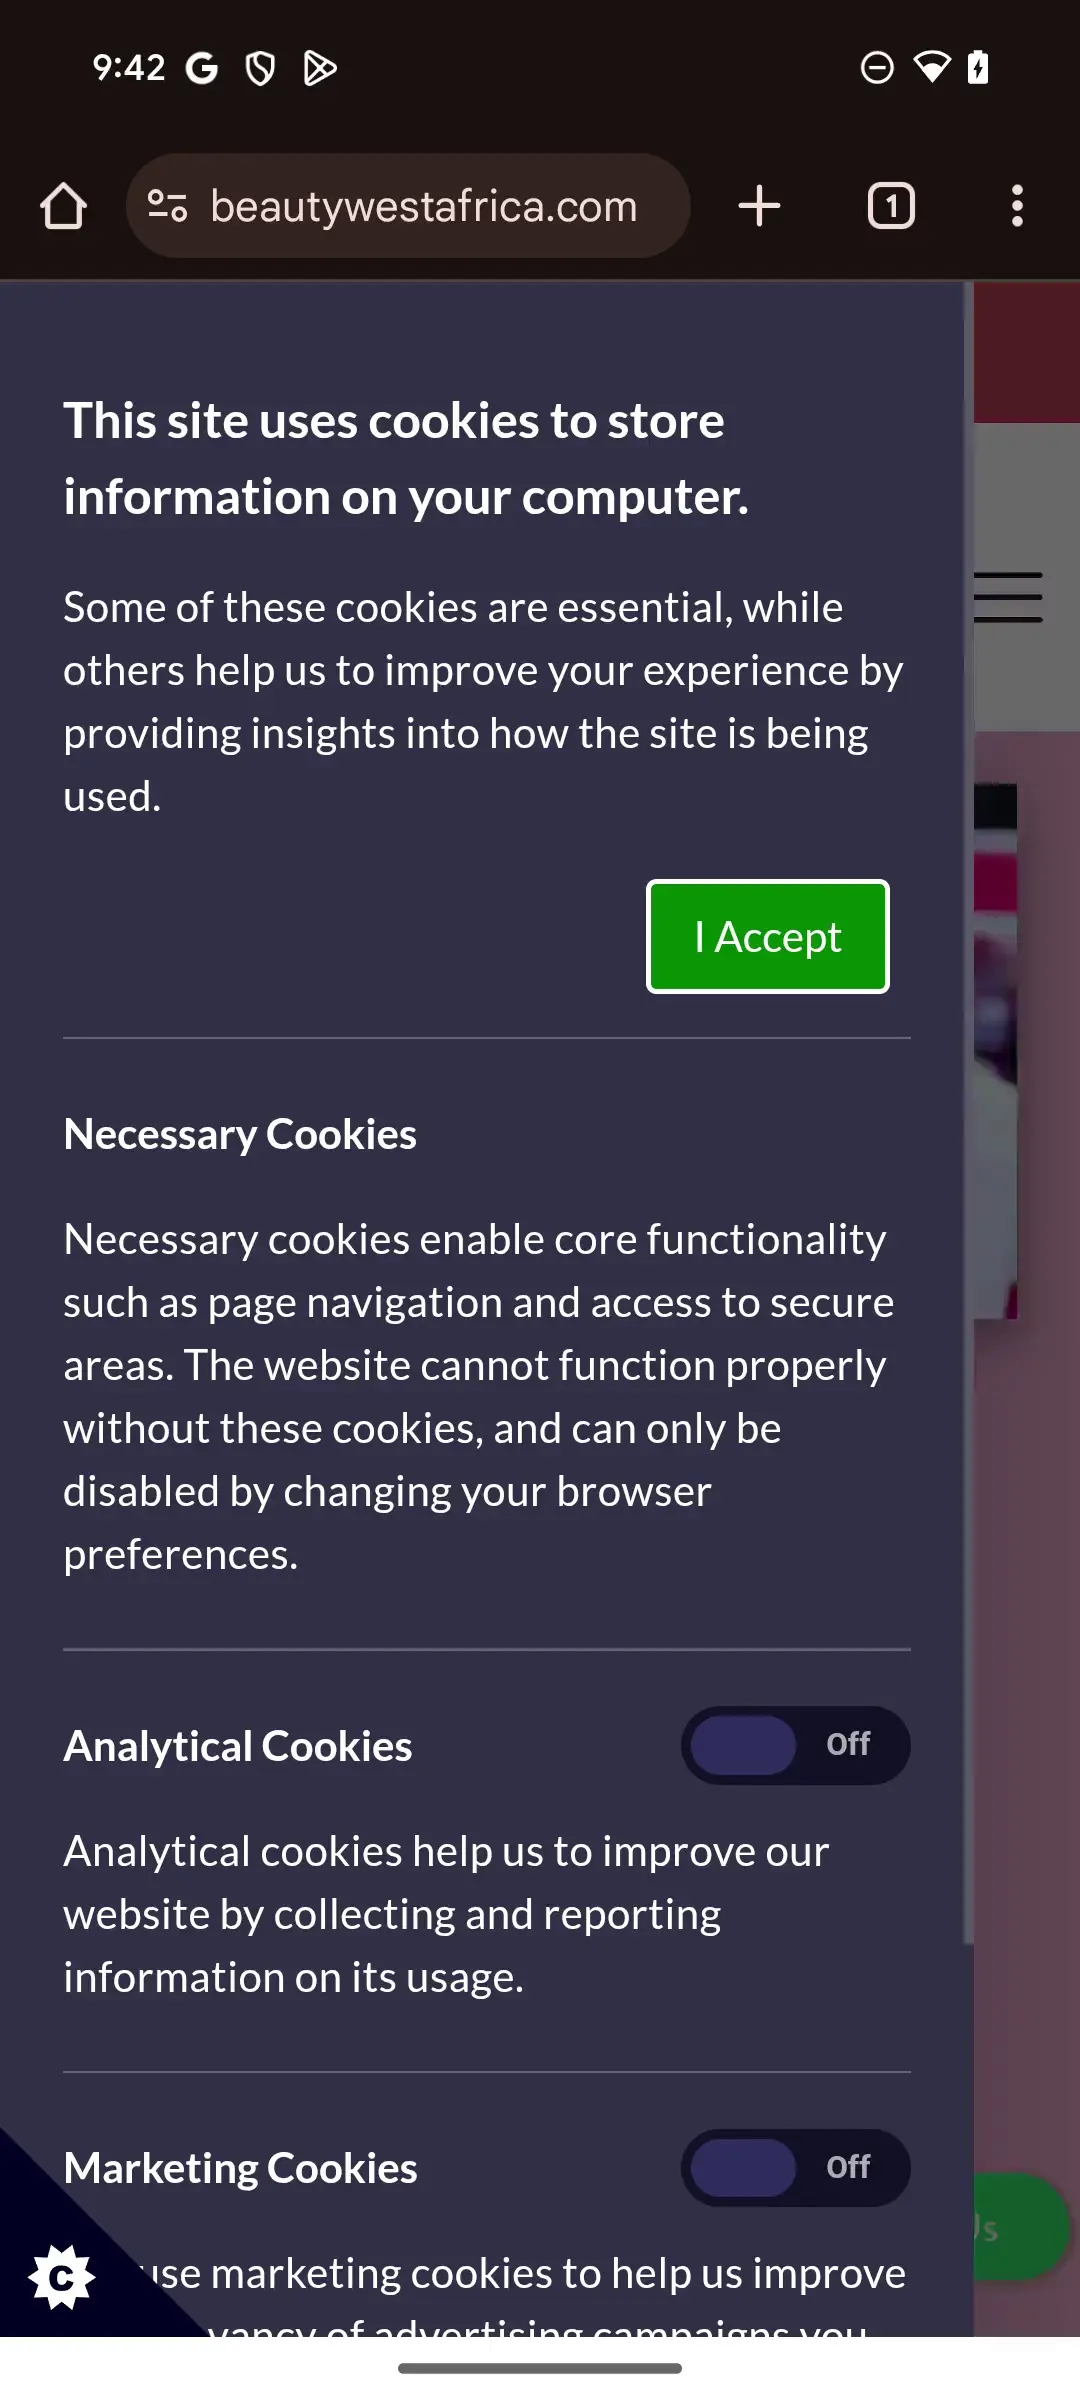 9:42
beautywestafrica.com
1
This site uses cookies to store
information on your computer.
Some of these cookies are essential, while
others help us to improve your experience by
providing insights into how the site is being
used.
I Accept
Necessary Cookies
Necessary cookies enable core functionality
such as page navigation and access to secure
areas. The website cannot function properly
without these cookies, and can only be
disabled by changing your browser
preferences.
Analytical Cookies
Off
Analytical cookies help us to improve our
website by collecting and reporting
information on its usage.
Marketing Cookies
Off
use marketing cookies to help us improve
of advertising campaigns you